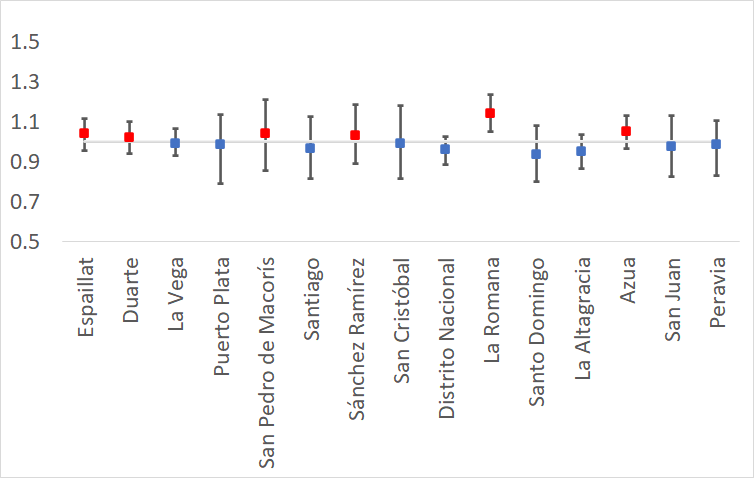 1.5
1.3
1.1
0.9
0.7
0.5
Espaillat
Duarte
La Vega
Puerto Plata
San Pedro de Macorís
Santiago
Sánchez Ramírez
San Cristóbal
Distrito Nacional
La Romana
Santo Domingo
La Altagracia
Azua
San Juan
Peravia